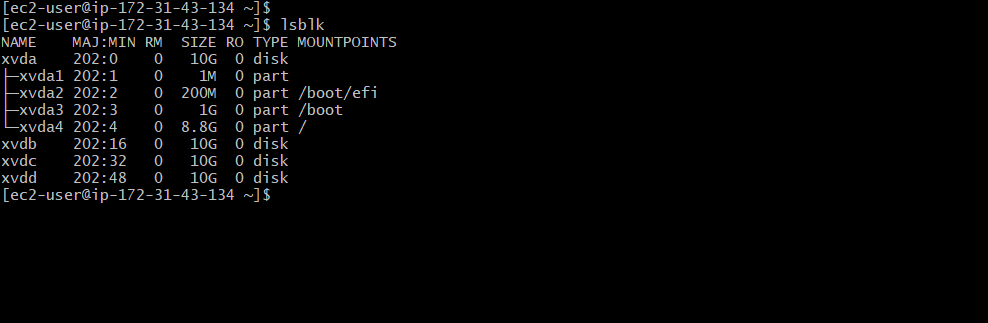 [ec2-user@ip-172-31-43-134 ~]$
[ec2-user@ip-172-31-43-134 ~]$ lsblk
NAME    MAJ:MIN RM  SIZE RO TYPE MOUNTPOINTS
xvda    202:0    0   10G  0 disk
├─xvda1 202:1    0    1M  0 part
├─xvda2 202:2    0  200M  0 part /boot/efi
├─xvda3 202:3    0    1G  0 part /boot
└─xvda4 202:4    0  8.8G  0 part /
xvdb    202:16   0   10G  0 disk
xvdc    202:32   0   10G  0 disk
xvdd    202:48   0   10G  0 disk
[ec2-user@ip-172-31-43-134 ~]$